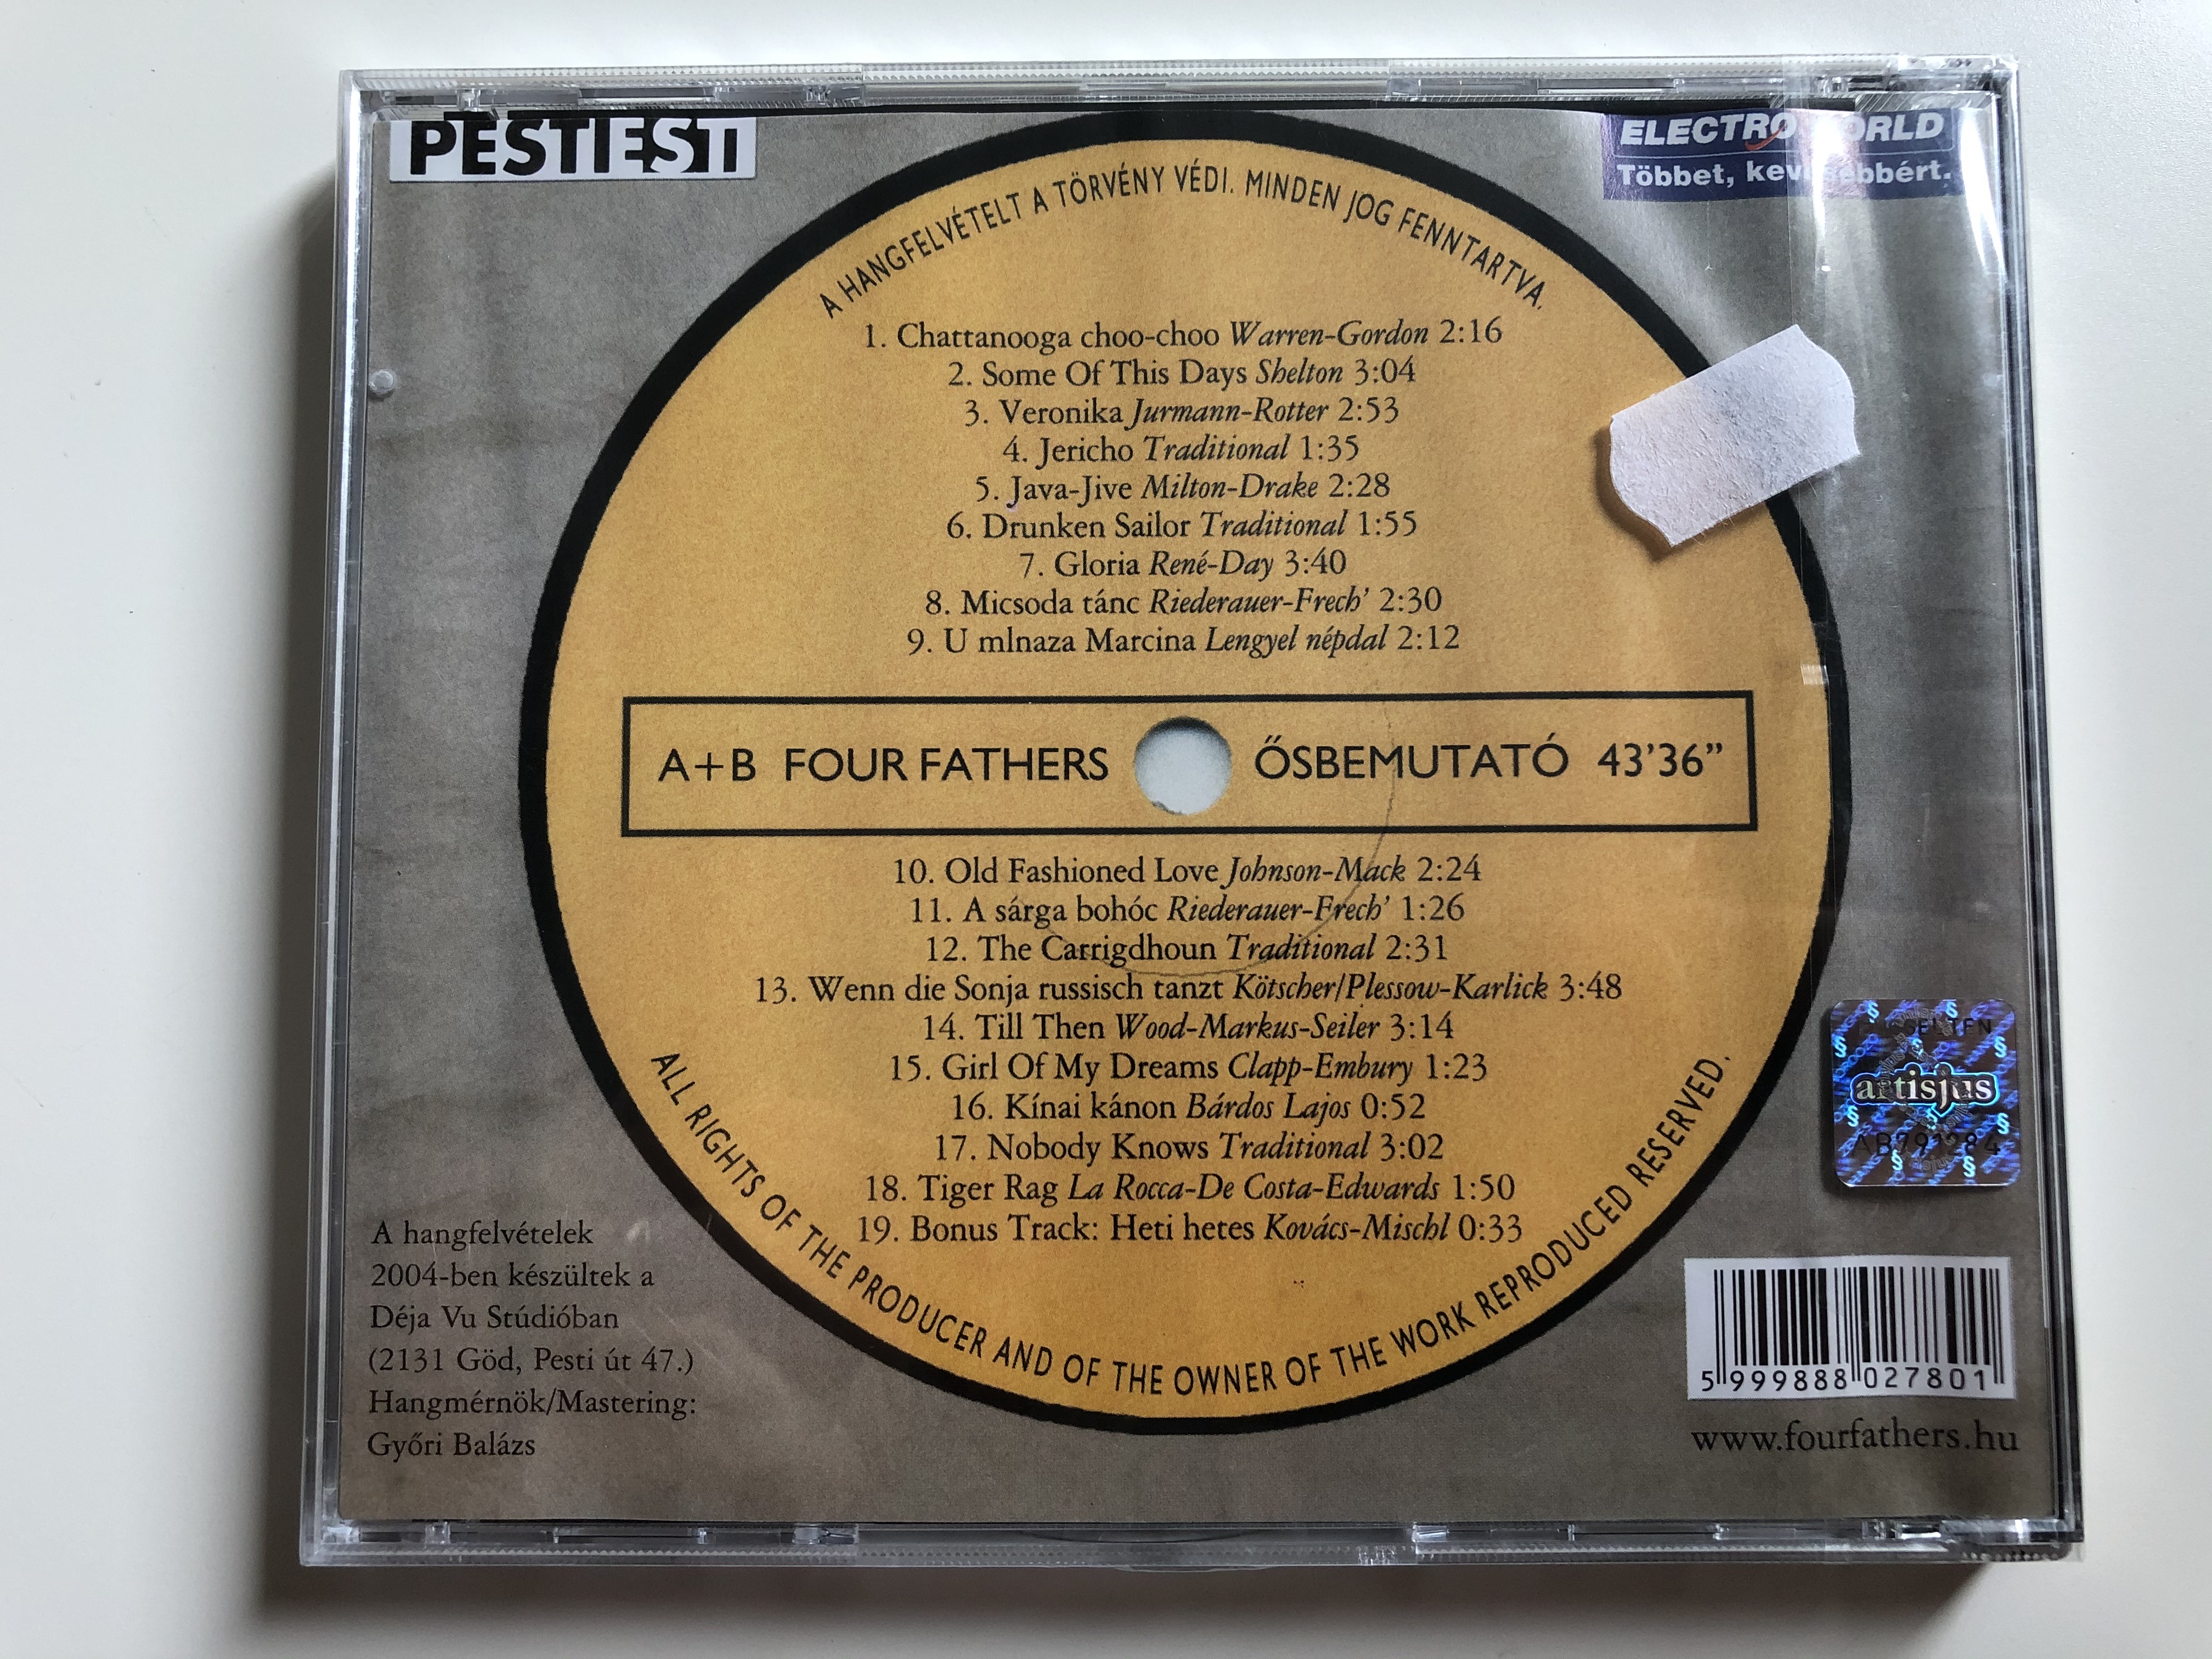 PESTIEST
ELECTRO WORLD
Többet, kevesebbért.
A HANGFELVÉTELT A TÖRVÉNY VÉDI. MINDEN JOG FENNTARTVA.
1. Chattanooga choo-choo Warren-Gordon 2:16
2. Some Of This Days Shelton 3:04
3. Veronika Jurmann-Rotter 2:53
4. Jericho Traditional 1:35
5. Java-Jive Milton-Drake 2:28
6. Drunken Sailor Traditional 1:55
7. Gloria René-Day 3:40
8. Micsoda tánc Riederauer-Frech’ 2:30
9. U mlnaza Marcina Lengyel népdal 2:12
A+B FOUR FATHERS ŐSBEMUTATÓ 43’36”
10. Old Fashioned Love Johnson-Mack 2:24
11. A sárga bohóc Riederauer-Frech’ 1:26
12. The Carrigdhoun Traditional 2:31
13. Wenn die Sonja russisch tanzt Kötscher/Plessow-Karlick 3:48
14. Till Then Wood-Markus-Seiler 3:14
15. Girl Of My Dreams Clapp-Embury 1:23
16. Kínai kánon Bárdos Lajos 0:52
17. Nobody Knows Traditional 3:02
18. Tiger Rag La Rocca-De Costa-Edwards 1:50
19. Bonus Track: Heti hetes Kovács-Mischl 0:33
ALL RIGHTS OF THE PRODUCER AND OF THE OWNER OF THE WORK REPRODUCED RESERVED.
A hangfelvételek
2004-ben készültek a
Déja Vu Stúdióban
(2131 Göd, Pesti út 47.)
Hangmérnök/Mastering:
Győri Balázs
artisjus
AB791284
5 999888 027801
www.fourfathers.hu